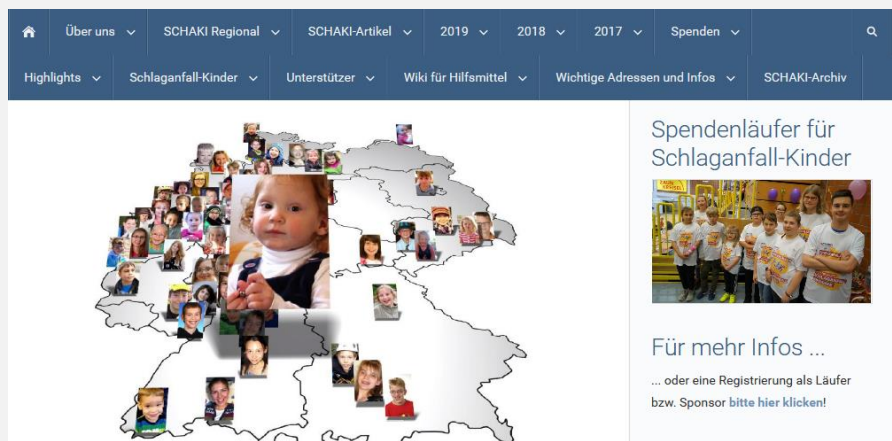 Über uns
SCHAKI Regional
SCHAKI-Artikel
2019
2018
2017
Spenden
Highlights
Schlaganfall-Kinder
Unterstützer
Wiki für Hilfsmittel
Wichtige Adressen und Infos
SCHAKI-Archiv
Spendenläufer für
Schlaganfall-Kinder
Für mehr Infos ...
... oder eine Registrierung als Läufer
bzw. Sponsor bitte hier klicken!